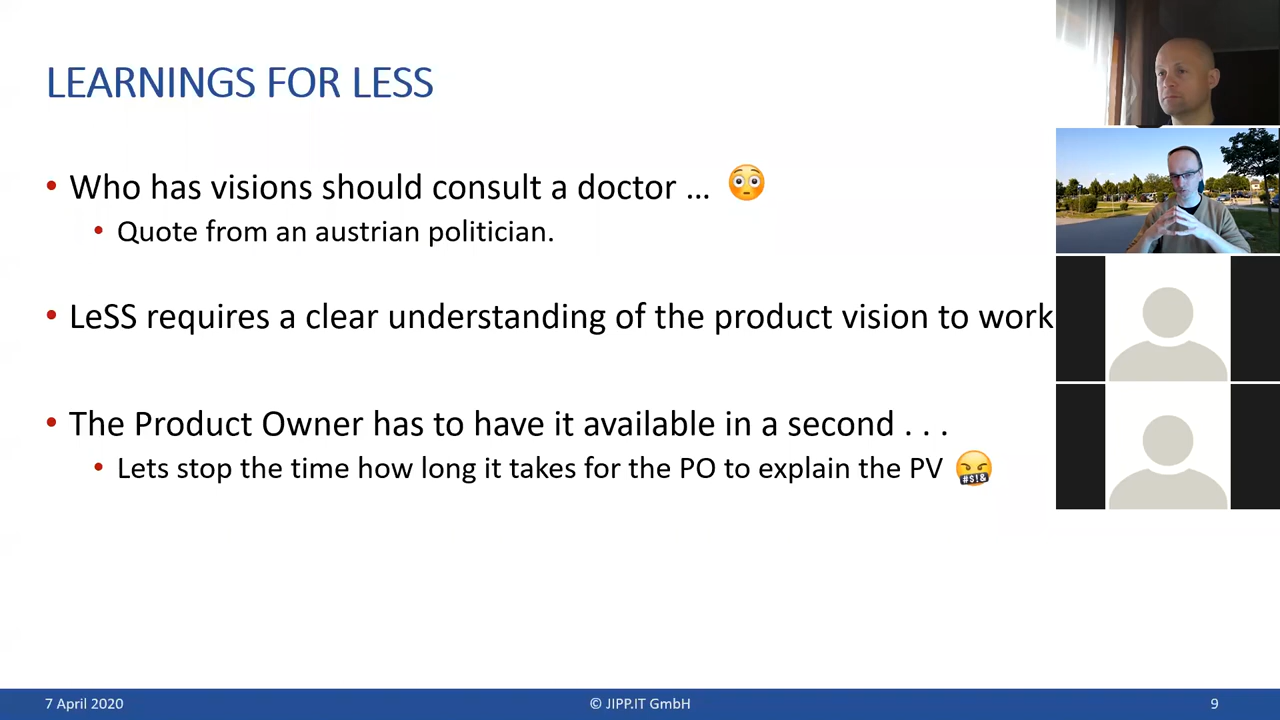 LEARNINGS FOR LESS
• Who has visions should consult a doctor …
• Quote from an austrian politician.
• LeSS requires a clear understanding of the product vision to work
• The Product Owner has to have it available in a second . . .
• Lets stop the time how long it takes for the PO to explain the PV
#$!&
7 April 2020
© JIPP.IT GmbH
9